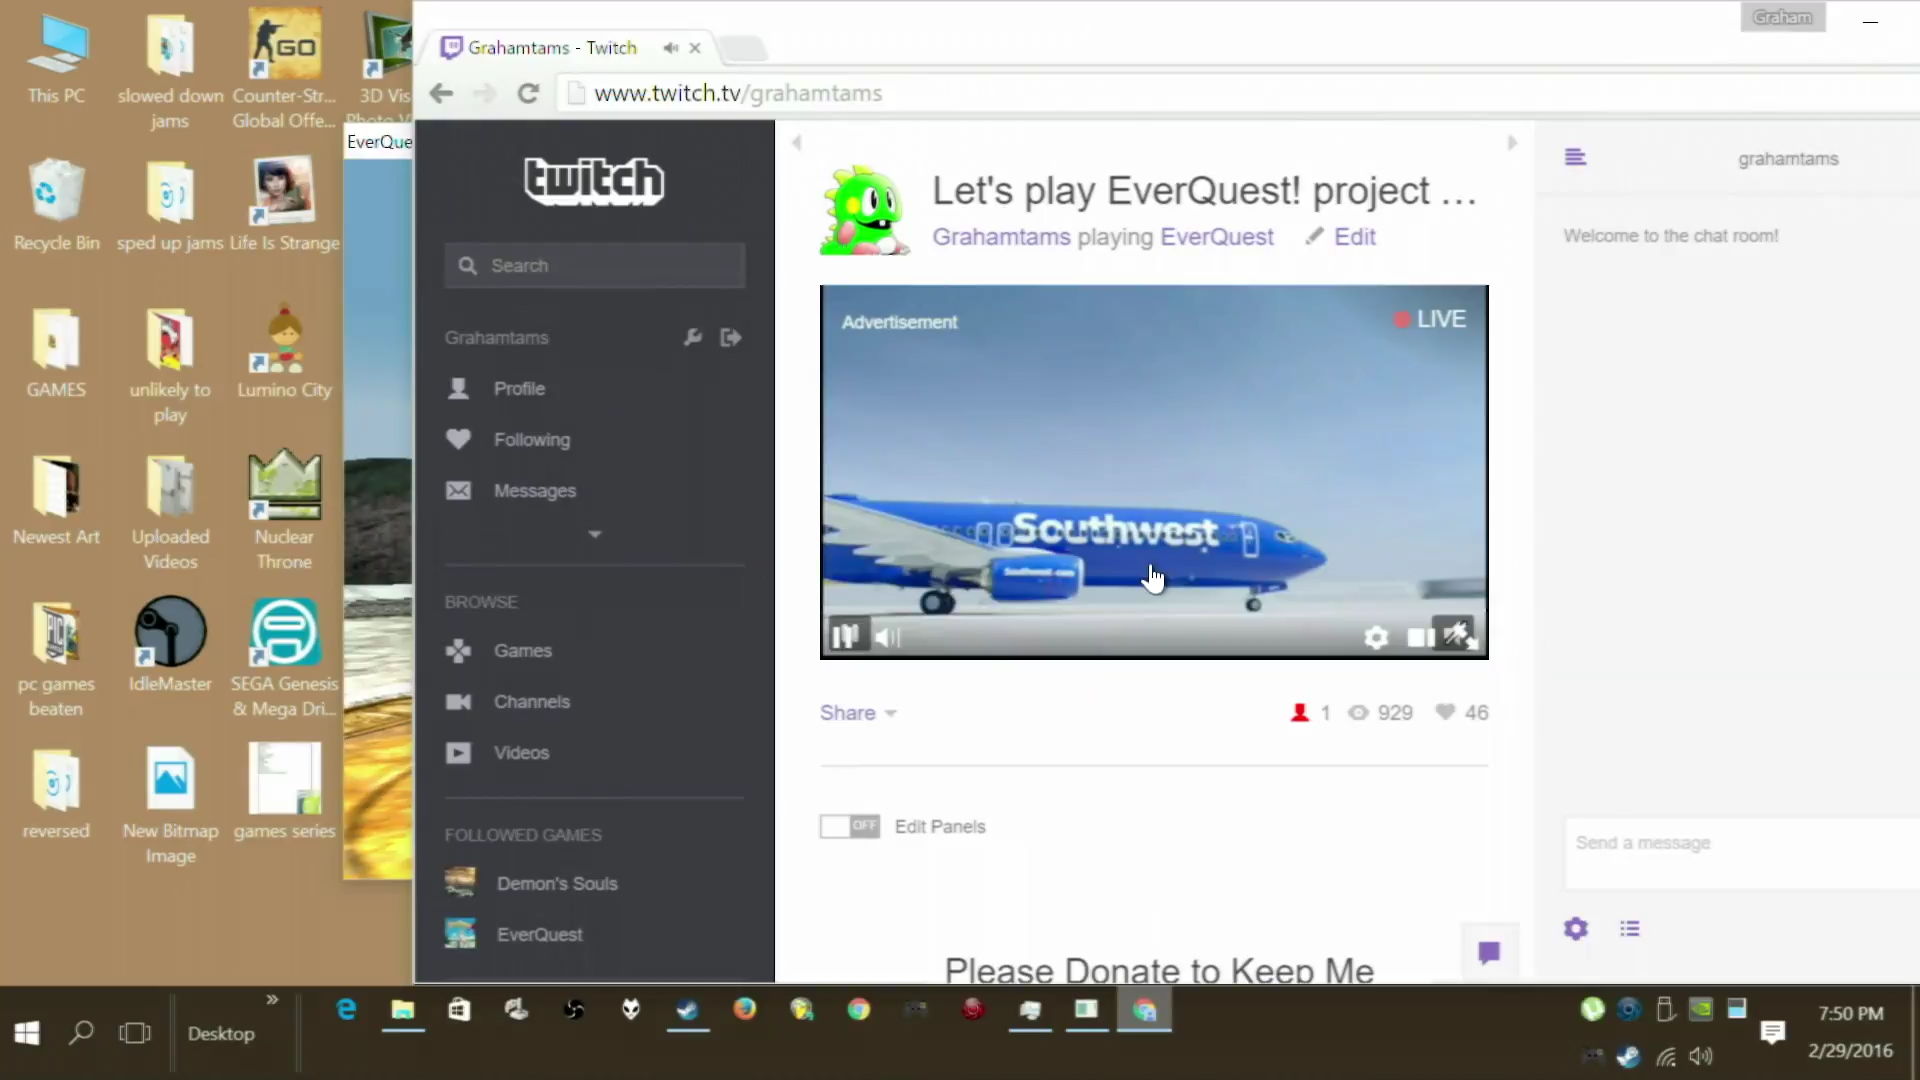 This PC
slowed down
jams
Counter-Str...
Global Offe...
GO
3D Vis
Photo V
EverQue
Recycle Bin
sped up jams
Life Is Strange
GAMES
unlikely to
play
Lumino City
Newest Art
Uploaded
Videos
Nuclear
Throne
pc games
beaten
IdleMaster
SEGA Genesis
& Mega Dri...
reversed
New Bitmap
Image
games series
Graham
Grahamtams - Twitch
www.twitch.tv/grahamtams
twitch
Search
Grahamtams
Profile
Following
Messages
BROWSE
Games
Channels
Videos
FOLLOWED GAMES
Demon's Souls
EverQuest
Let's play EverQuest! project ...
Grahamtams playing EverQuest
Edit
Advertisement
LIVE
Southwest
Southwest.com
Share
1
929
46
OFF
Edit Panels
Please Donate to Keep Me
grahamtams
Welcome to the chat room!
Send a message
Desktop
7:50 PM
2/29/2016